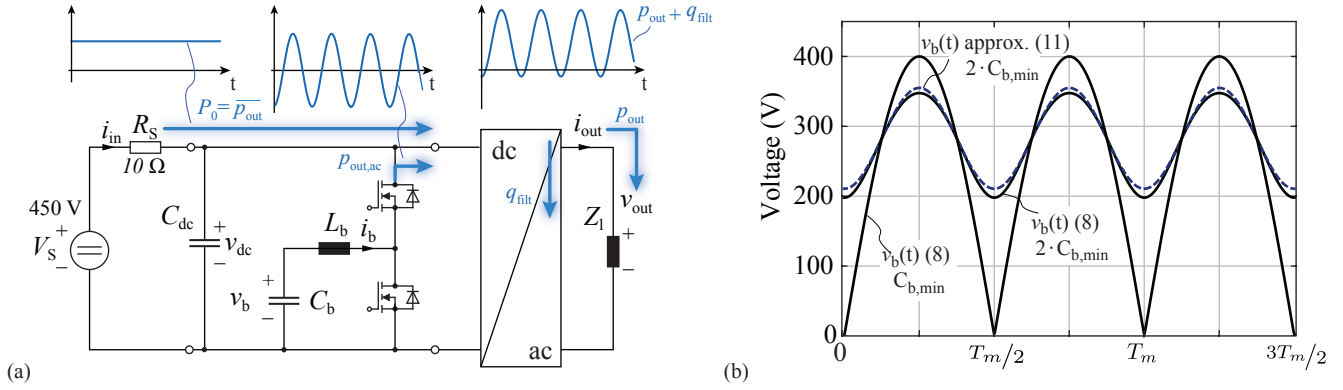 t
t
t
p_out + q_filt
P_0 = \overline{p_out}
i_in
R_S
10 Ω
p_out,ac
dc
i_out
p_out
q_filt
450 V
V_S
+
−
C_dc
+
v_dc
−
L_b
i_b
+
v_b
−
C_b
v_out
Z_l
+
−
ac
(a)
Voltage (V)
400
300
200
100
0
v_b(t) approx. (11)
2·C_b,min
v_b(t) (8)
C_b,min
v_b(t) (8)
2·C_b,min
0
T_m/2
T_m
3T_m/2
(b)